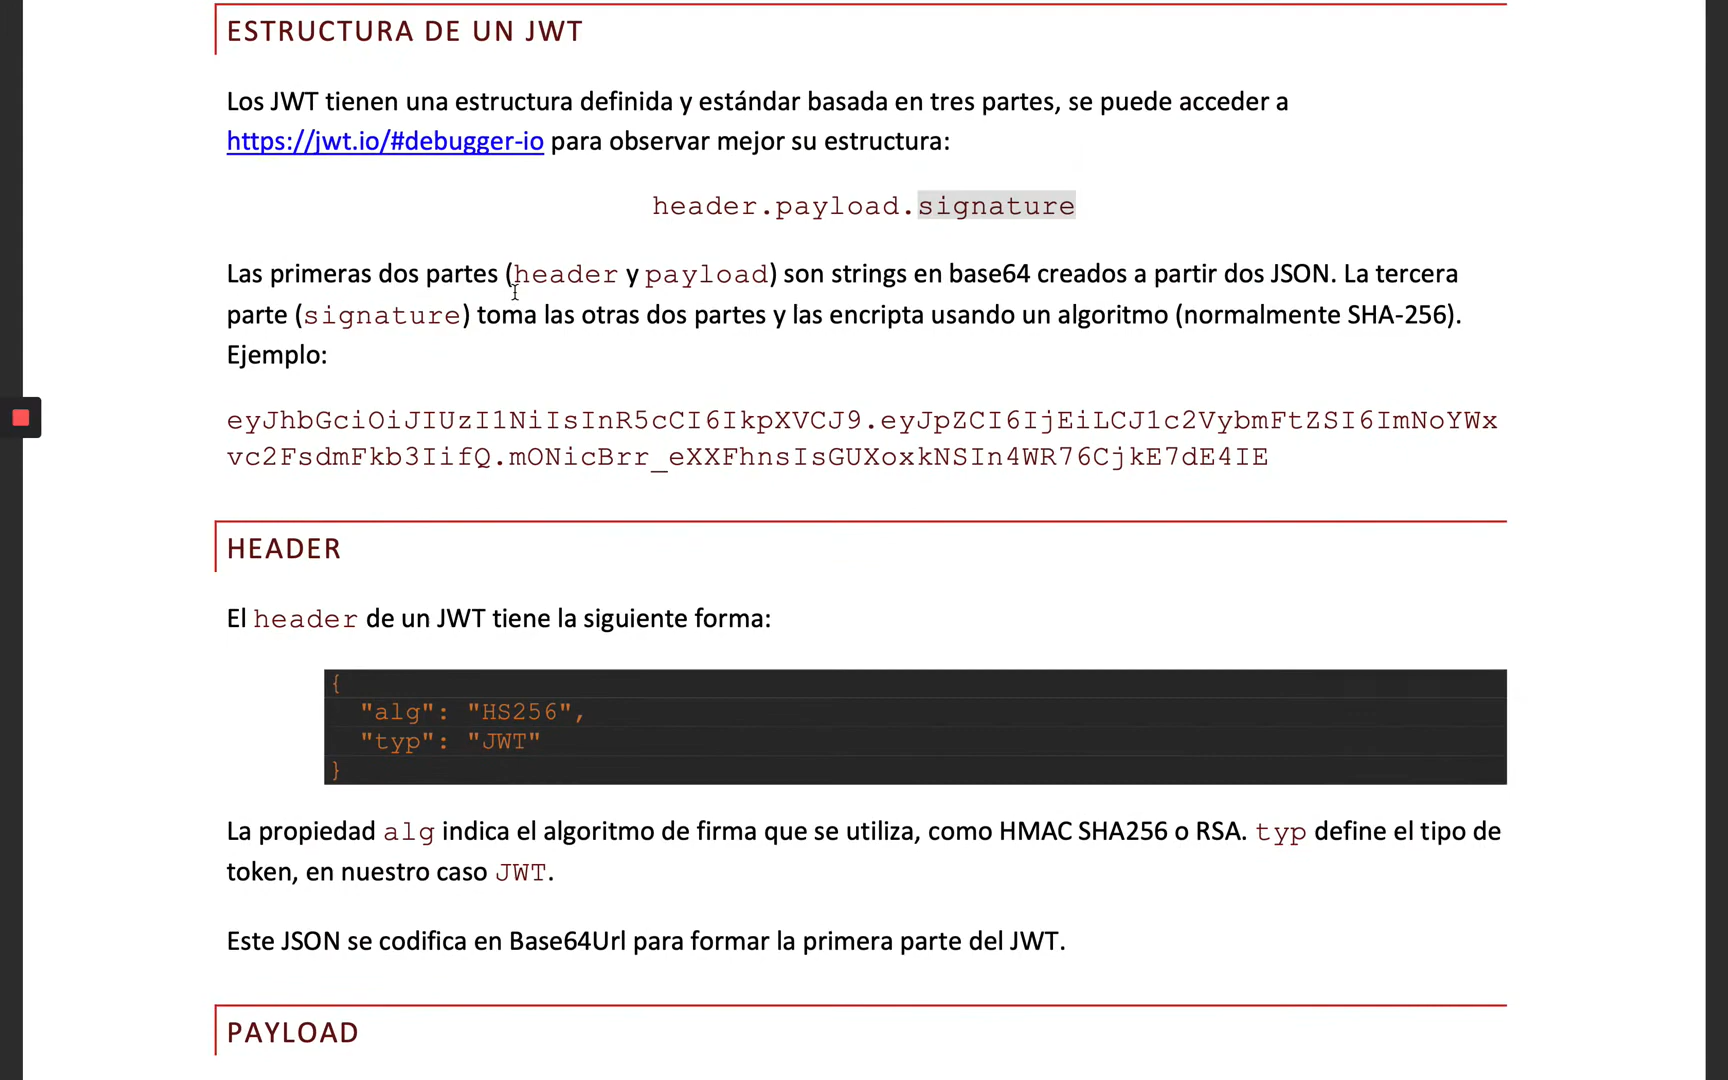 ESTRUCTURA DE UN JWT
Los JWT tienen una estructura definida y estándar basada en tres partes, se puede acceder a
https://jwt.io/#debugger-io para observar mejor su estructura:
header.payload.signature
Las primeras dos partes (header y payload) son strings en base64 creados a partir dos JSON. La tercera
parte (signature) toma las otras dos partes y las encripta usando un algoritmo (normalmente SHA-256).
Ejemplo:
eyJhbGciOiJIUzI1NiIsInR5cCI6IkpXVCJ9.eyJpZCI6IjEiLCJ1c2VybmFtZSI6ImNoYWx
vc2FsdmFkb3IifQ.mONicBrr_eXXFhnsIsGUXoxkNSIn4WR76CjkE7dE4IE
HEADER
El header de un JWT tiene la siguiente forma:
{
"alg": "HS256",
"typ": "JWT"
}
La propiedad alg indica el algoritmo de firma que se utiliza, como HMAC SHA256 o RSA. typ define el tipo de
token, en nuestro caso JWT.
Este JSON se codifica en Base64Url para formar la primera parte del JWT.
PAYLOAD